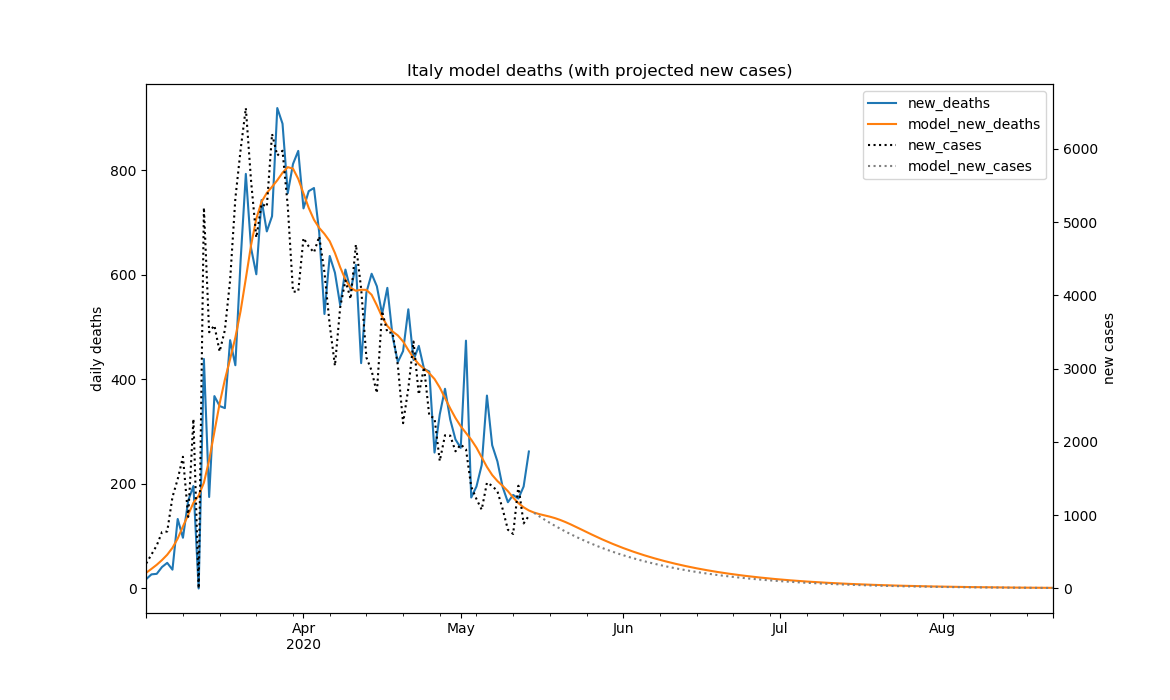 Italy model deaths (with projected new cases)
new_deaths
model_new_deaths
new_cases
model_new_cases
daily deaths
800
600
400
200
0
new cases
6000
5000
4000
3000
2000
1000
0
Apr
2020
May
Jun
Jul
Aug